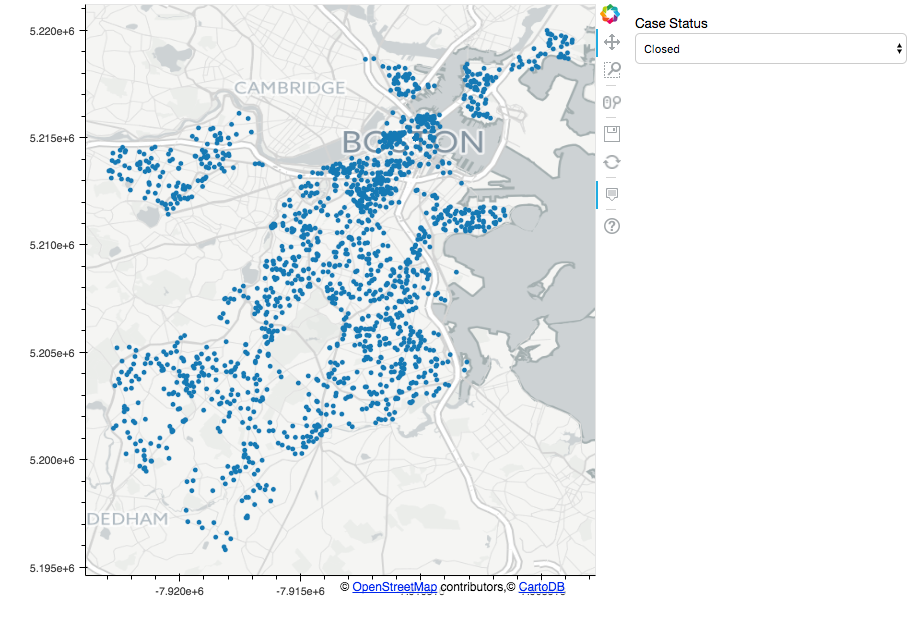 Case Status
Closed
5.220e+6
CAMBRIDGE
5.215e+6
BOSTON
5.210e+6
5.205e+6
5.200e+6
DEDHAM
5.195e+6
© OpenStreetMap contributors,© CartoDB
-7.920e+6
-7.915e+6